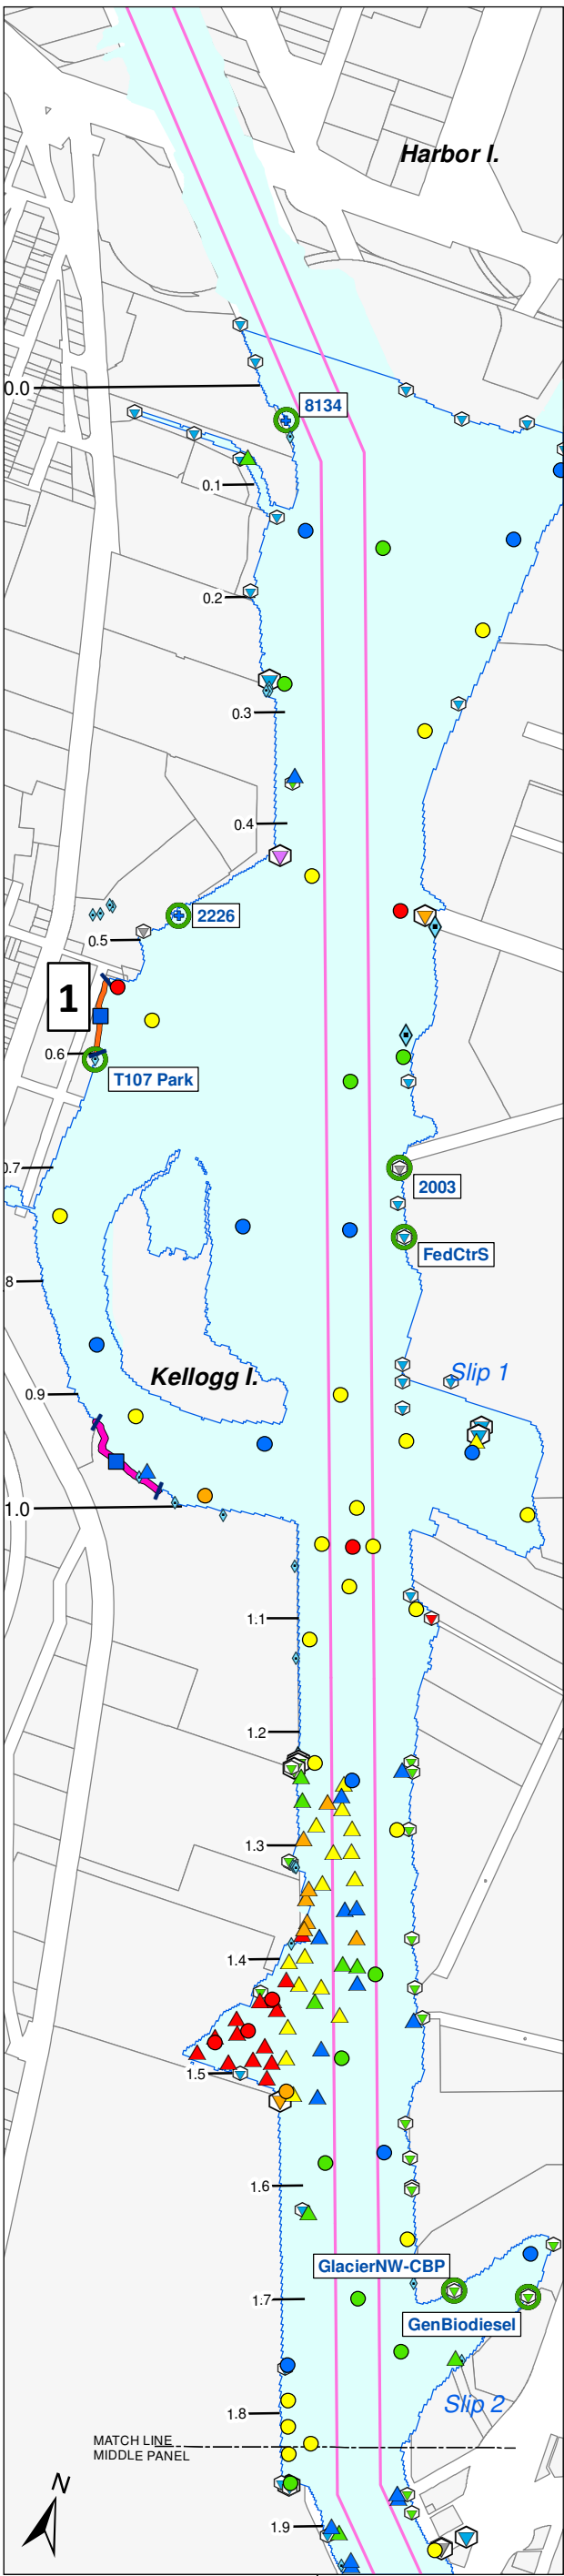 Harbor I.
0.0
8134
0.1
0.2
0.3
0.4
2226
0.5
1
0.6
T107 Park
0.7
2003
FedCtrS
8
Slip 1
Kellogg I.
0.9
1.0
1.1
1.2
1.3
1.4
1.5
1.6
GlacierNW-CBP
1.7
GenBiodiesel
Slip 2
1.8
MATCH LINE
MIDDLE PANEL
N
1.9